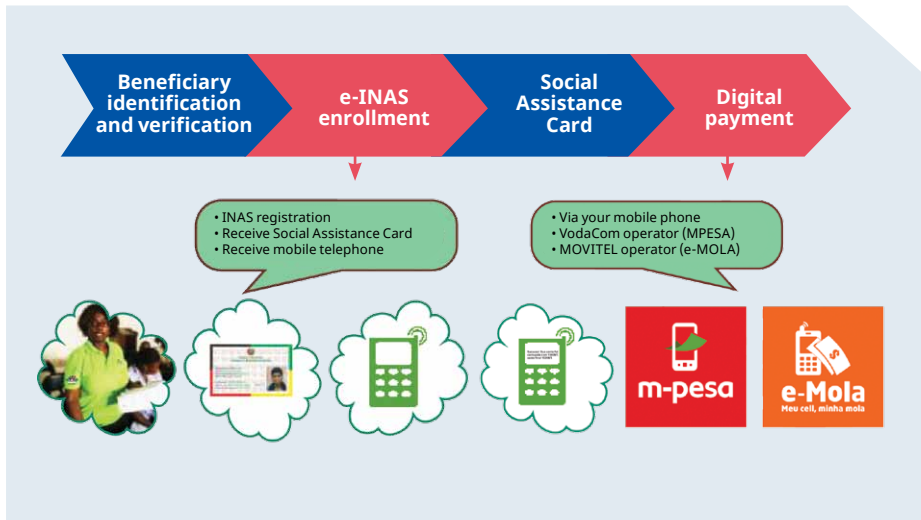 Beneficiary
identification
and verification
e-INAS
enrollment
Social
Assistance
Card
Digital
payment
• INAS registration
• Receive Social Assistance Card
• Receive mobile telephone
• Via your mobile phone
• VodaCom operator (MPESA)
• MOVITEL operator (e-MOLA)
m-pesa
e-Mola
Meu cell, minha mola